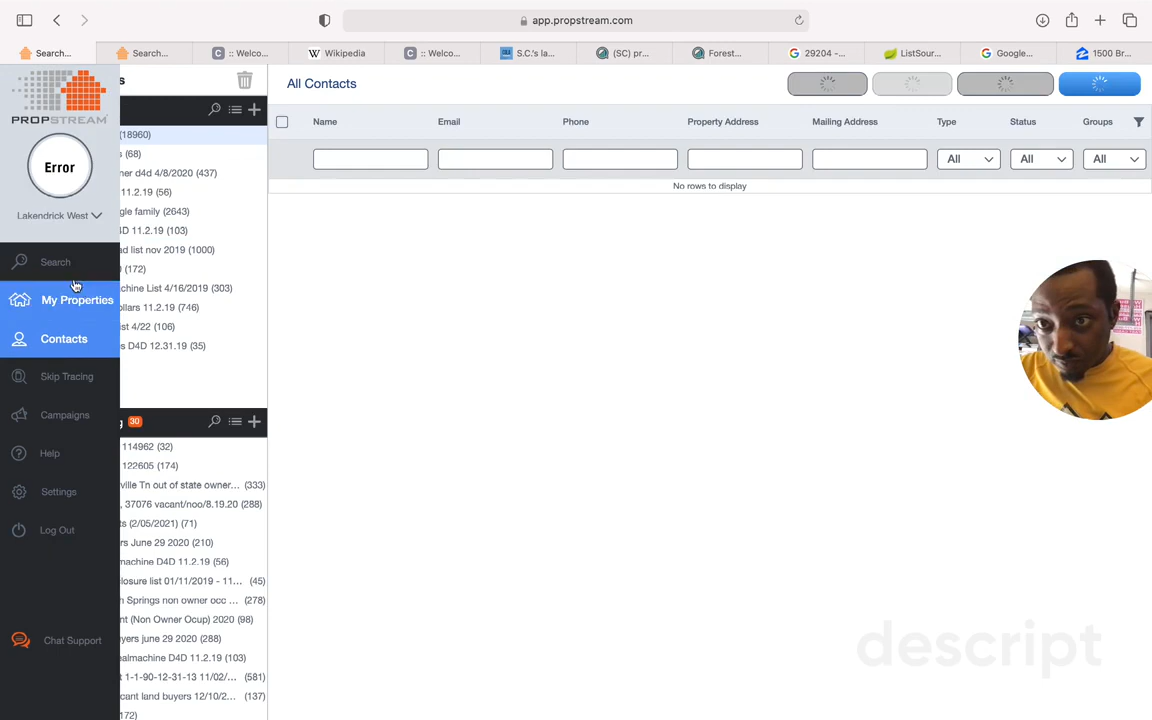 app.propstream.com
Search...
Search...
:: Welco...
Wikipedia
:: Welco...
S.C.'s la...
(SC) pr...
Forest...
29204 -...
ListSour...
Google...
1500 Br...
PROPSTREAM
Error
Lakendrick West
Search
My Properties
Contacts
Skip Tracing
Campaigns
Help
Settings
Log Out
Chat Support
s
(18960)
s (68)
ner d4d 4/8/2020 (437)
11.2.19 (56)
gle family (2643)
D 11.2.19 (103)
ad list nov 2019 (1000)
(172)
chine List 4/16/2019 (303)
ollars 11.2.19 (746)
ist 4/22 (106)
s D4D 12.31.19 (35)
g 30
114962 (32)
122605 (174)
ville Tn out of state owner... (333)
, 37076 vacant/noo/8.19.20 (288)
ts (2/05/2021) (71)
rs June 29 2020 (210)
machine D4D 11.2.19 (56)
closure list 01/11/2019 - 11... (45)
n Springs non owner occ ... (278)
nt (Non Owner Ocup) 2020 (98)
uyers june 29 2020 (288)
ealmachine D4D 11.2.19 (103)
t 1-1-90-12-31-13 11/02/... (581)
cant land buyers 12/10/2... (137)
172)
All Contacts
Name Email Phone Property Address Mailing Address Type Status Groups
All All All
No rows to display
descript